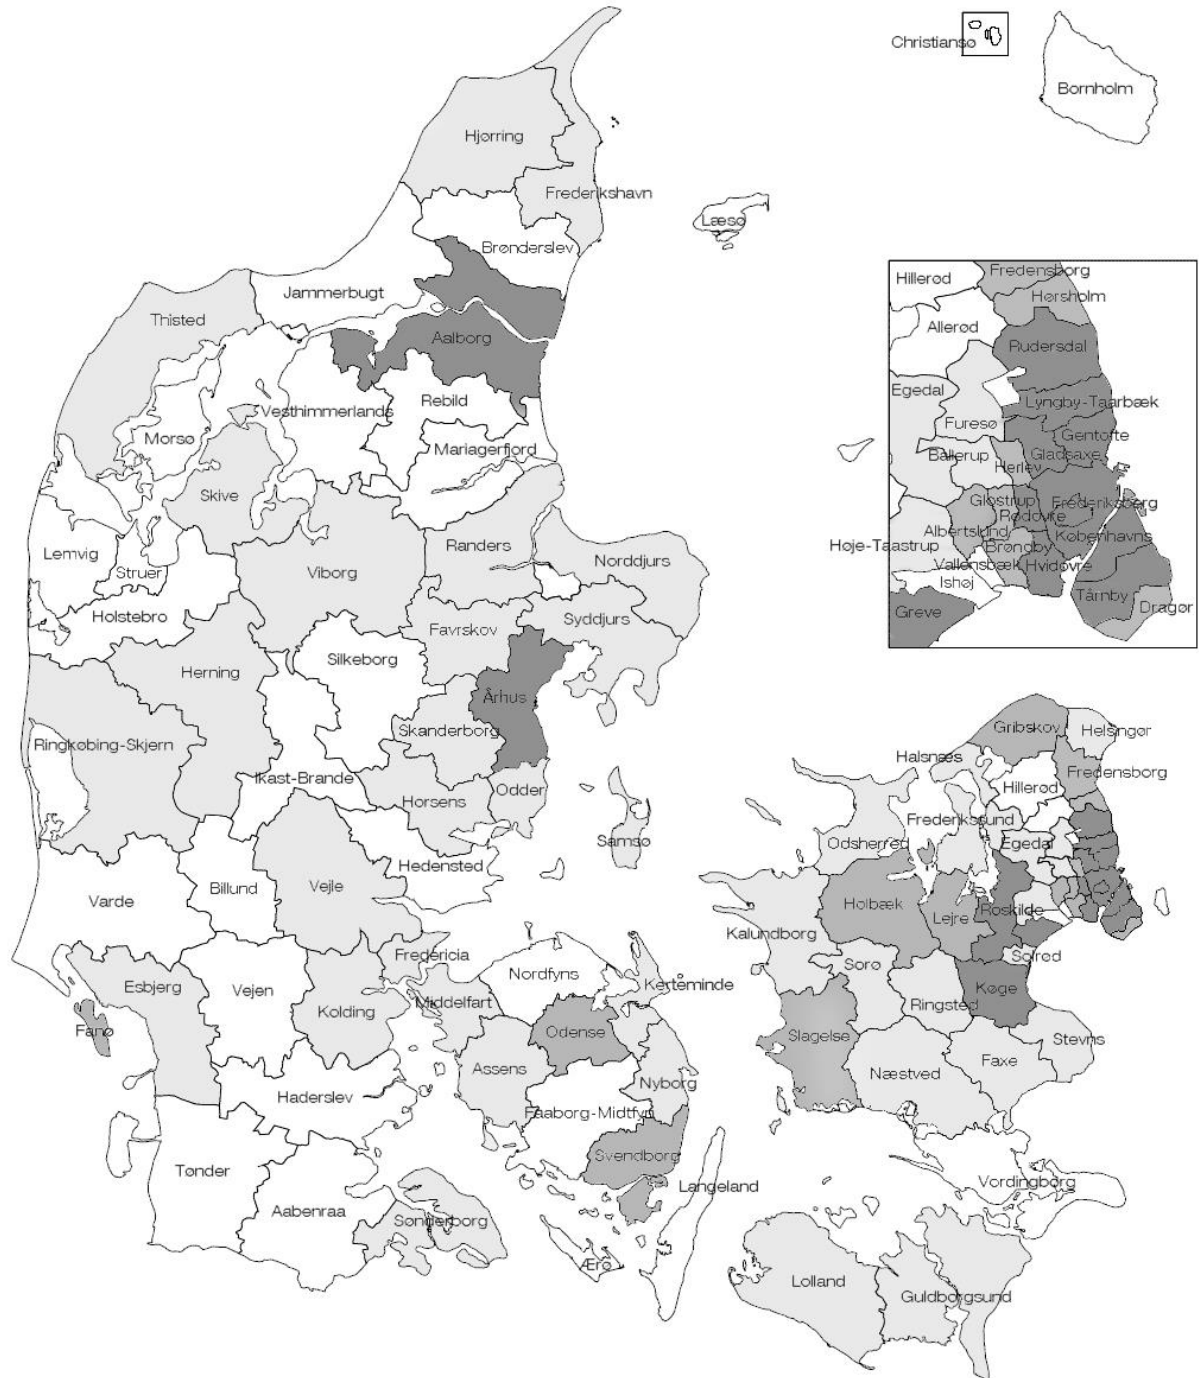 Christiansø
Bornholm
Hjørring
Frederikshavn
Læsø
Brønderslev
Jammerbugt
Thisted
Aalborg
Vesthimmerlands
Rebild
Morsø
Mariagerfjord
Skive
Lemvig
Struer
Viborg
Randers
Norddjurs
Holstebro
Favrskov
Syddjurs
Silkeborg
Herning
Århus
Skanderborg
Ringkøbing-Skjern
Ikast-Brande
Horsens
Odder
Samsø
Hedensted
Billund
Vejle
Varde
Fredericia
Esbjerg
Vejen
Kolding
Middelfart
Nordfyns
Kerteminde
Fanø
Odense
Assens
Nyborg
Haderslev
Faaborg-Midtfyn
Svendborg
Tønder
Langeland
Aabenraa
Sønderborg
Ærø
Hillerød
Fredensborg
Hørsholm
Allerød
Rudersdal
Egedal
Lyngby-Taarbæk
Furesø
Gentofte
Ballerup
Gladsaxe
Herlev
Glostrup
Frederiksberg
Rødovre
Albertslund
Københavns
Høje-Taastrup
Brøndby
Vallensbæk
Hvidovre
Ishøj
Greve
Tårnby
Dragør
Gribskov
Helsingør
Halsnæs
Fredensborg
Hillerød
Frederikssund
Odsherred
Egedal
Holbæk
Lejre
Roskilde
Kalundborg
Solrød
Sorø
Køge
Ringsted
Slagelse
Stevns
Faxe
Næstved
Vordingborg
Lolland
Guldborgsund